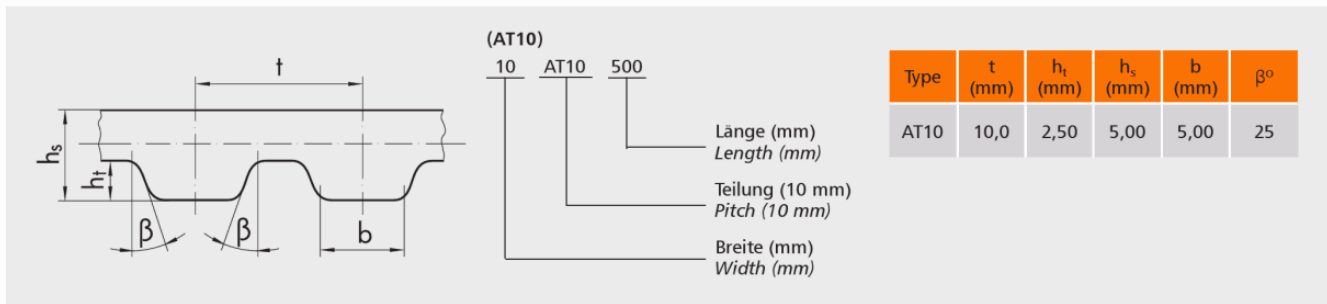 t
hs
ht
β
β
b
(AT10)
10 AT10 500
Länge (mm)
Length (mm)
Teilung (10 mm)
Pitch (10 mm)
Breite (mm)
Width (mm)
Type t (mm) ht (mm) hs (mm) b (mm) β°
AT10 10,0 2,50 5,00 5,00 25